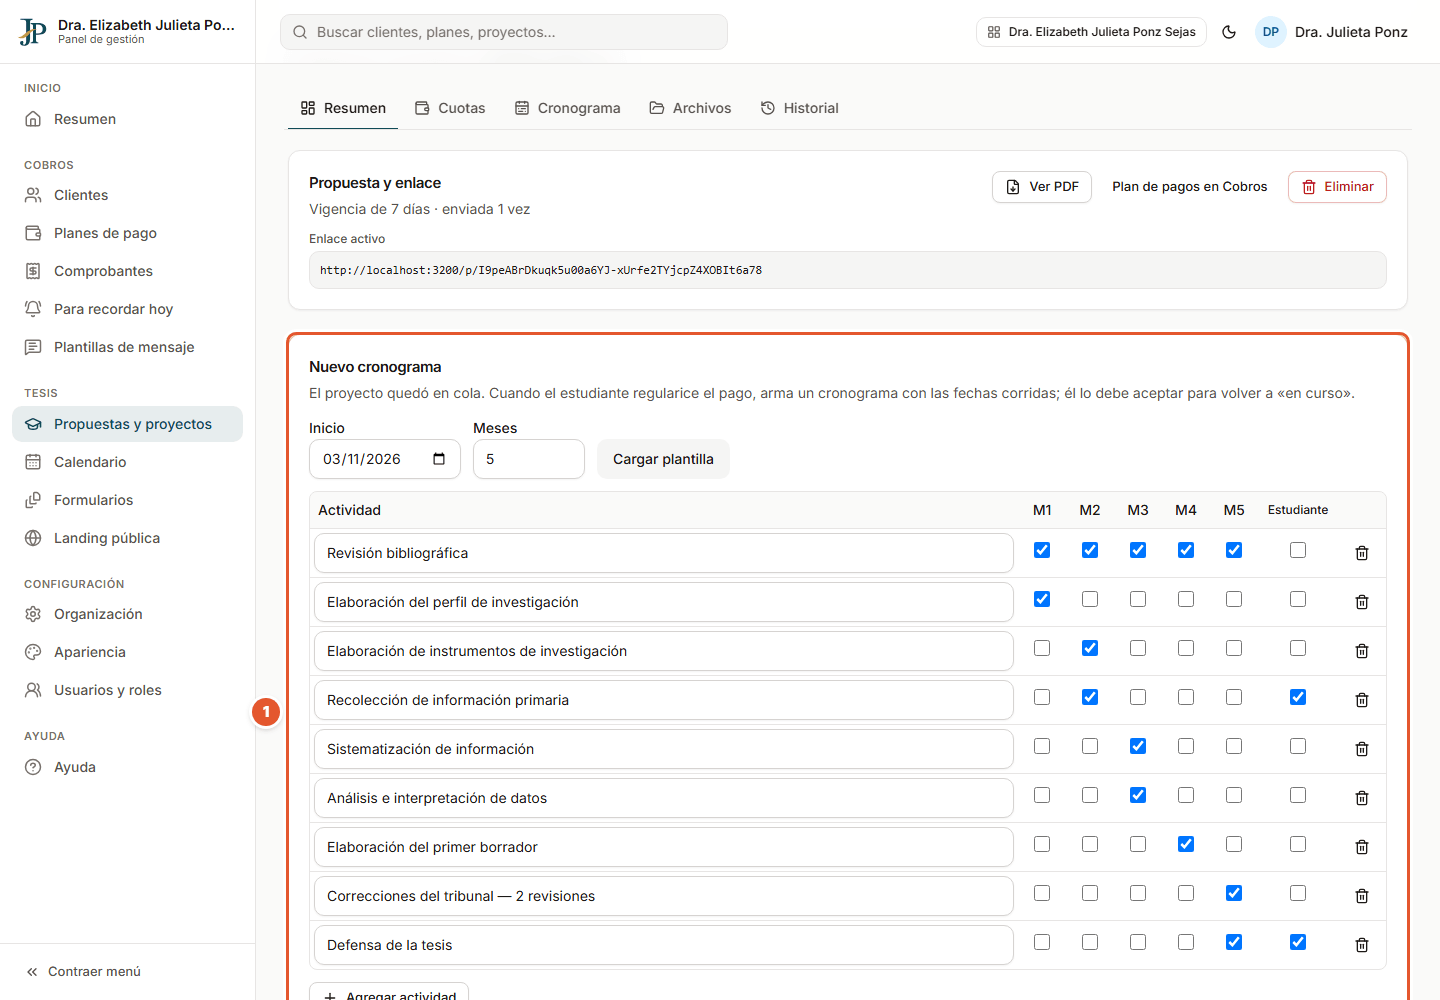 JP
Dra. Elizabeth Julieta Po...
Panel de gestión
Buscar clientes, planes, proyectos...
Dra. Elizabeth Julieta Ponz Sejas
DP
Dra. Julieta Ponz
INICIO
Resumen
COBROS
Clientes
Planes de pago
Comprobantes
Para recordar hoy
Plantillas de mensaje
TESIS
Propuestas y proyectos
Calendario
Formularios
Landing pública
CONFIGURACIÓN
Organización
Apariencia
Usuarios y roles
AYUDA
Ayuda
Contraer menú
Resumen
Cuotas
Cronograma
Archivos
Historial
Propuesta y enlace
Vigencia de 7 días · enviada 1 vez
Ver PDF
Plan de pagos en Cobros
Eliminar
Enlace activo
http://localhost:3200/p/I9peABrDkuqk5u00a6YJ-xUrfe2TYjcpZ4XOBIt6a78
1
Nuevo cronograma
El proyecto quedó en cola. Cuando el estudiante regularice el pago, arma un cronograma con las fechas corridas; él lo debe aceptar para volver a «en curso».
Inicio
Meses
03/11/2026
5
Cargar plantilla
Actividad M1 M2 M3 M4 M5 Estudiante
Revisión bibliográfica
Elaboración del perfil de investigación
Elaboración de instrumentos de investigación
Recolección de información primaria
Sistematización de información
Análisis e interpretación de datos
Elaboración del primer borrador
Correcciones del tribunal — 2 revisiones
Defensa de la tesis
Agregar actividad